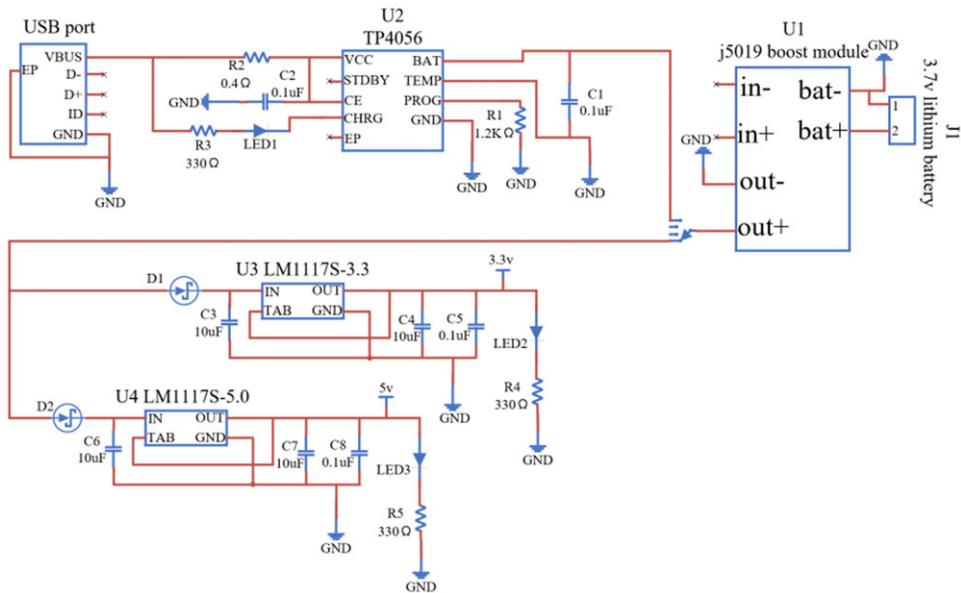 USB port
VBUS
EP
D-
D+
ID
GND
GND
R2
0.4Ω
C2
0.1uF
GND
R3
330Ω
LED1
U2
TP4056
VCC
STDBY
CE
CHRG
EP
BAT
TEMP
PROG
GND
R1
1.2KΩ
C1
0.1uF
GND
GND
GND
U1
j5019 boost module
GND
in-
in+
out-
out+
bat-
bat+
GND
1
2
J1
3.7v lithium battery
D1
U3 LM1117S-3.3
IN
OUT
TAB
GND
C3
10uF
C4
10uF
C5
0.1uF
3.3v
LED2
R4
330Ω
GND
GND
D2
U4 LM1117S-5.0
IN
OUT
TAB
GND
C6
10uF
C7
10uF
C8
0.1uF
5v
LED3
R5
330Ω
GND
GND